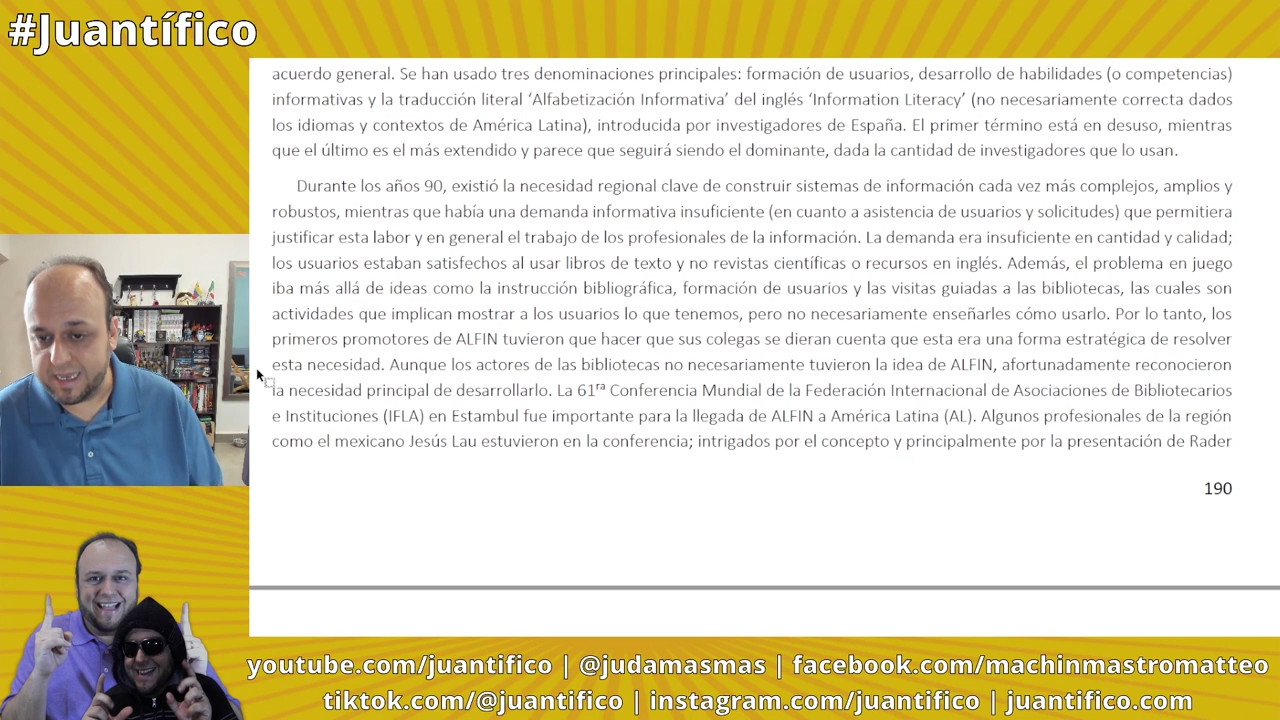 #Juantífico
acuerdo general. Se han usado tres denominaciones principales: formación de usuarios, desarrollo de habilidades (o competencias)
informativas y la traducción literal ‘Alfabetización Informativa’ del inglés ‘Information Literacy’ (no necesariamente correcta dados
los idiomas y contextos de América Latina), introducida por investigadores de España. El primer término está en desuso, mientras
que el último es el más extendido y parece que seguirá siendo el dominante, dada la cantidad de investigadores que lo usan.
Durante los años 90, existió la necesidad regional clave de construir sistemas de información cada vez más complejos, amplios y
robustos, mientras que había una demanda informativa insuficiente (en cuanto a asistencia de usuarios y solicitudes) que permitiera
justificar esta labor y en general el trabajo de los profesionales de la información. La demanda era insuficiente en cantidad y calidad;
los usuarios estaban satisfechos al usar libros de texto y no revistas científicas o recursos en inglés. Además, el problema en juego
iba más allá de ideas como la instrucción bibliográfica, formación de usuarios y las visitas guiadas a las bibliotecas, las cuales son
actividades que implican mostrar a los usuarios lo que tenemos, pero no necesariamente enseñarles cómo usarlo. Por lo tanto, los
primeros promotores de ALFIN tuvieron que hacer que sus colegas se dieran cuenta que esta era una forma estratégica de resolver
esta necesidad. Aunque los actores de las bibliotecas no necesariamente tuvieron la idea de ALFIN, afortunadamente reconocieron
la necesidad principal de desarrollarlo. La 61ra Conferencia Mundial de la Federación Internacional de Asociaciones de Bibliotecarios
e Instituciones (IFLA) en Estambul fue importante para la llegada de ALFIN a América Latina (AL). Algunos profesionales de la región
como el mexicano Jesús Lau estuvieron en la conferencia; intrigados por el concepto y principalmente por la presentación de Rader
190
youtube.com/juantifico | @judamasmas | facebook.com/machinmastromatteo
tiktok.com/@juantifico | instagram.com/juantifico | juantifico.com